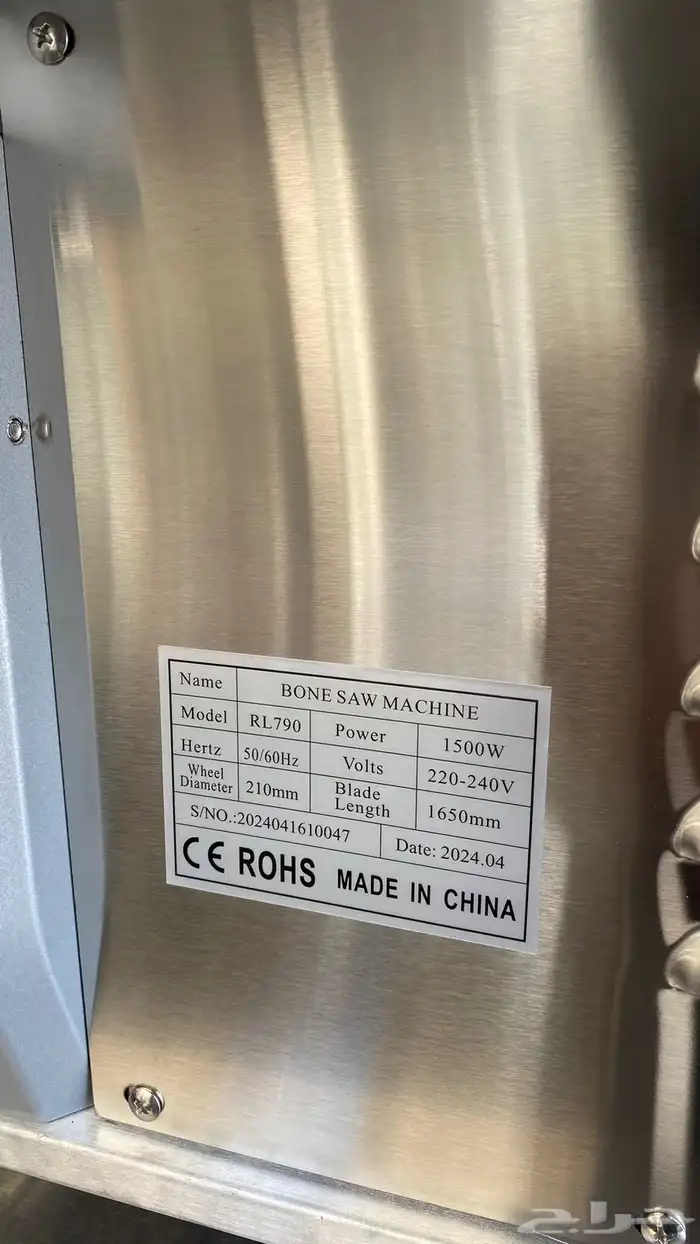 Name BONE SAW MACHINE
Model RL790 Power 1500W
Hertz 50/60Hz Volts 220-240V
Wheel Diameter 210mm Blade Length 1650mm
S/NO.:2024041610047 Date: 2024.04
CE ROHS MADE IN CHINA
حراج